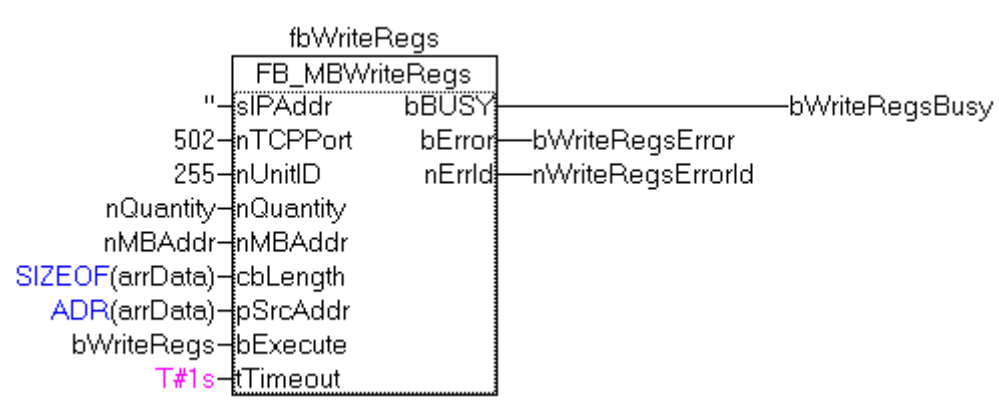 fbWriteRegs
FB_MBWriteRegs
'' sIPAddr bBUSY bWriteRegsBusy
502 nTCPPort bError bWriteRegsError
255 nUnitID nErrId nWriteRegsErrorId
nQuantity nQuantity
nMBAddr nMBAddr
SIZEOF(arrData) cbLength
ADR(arrData) pSrcAddr
bWriteRegs bExecute
T#1s tTimeout